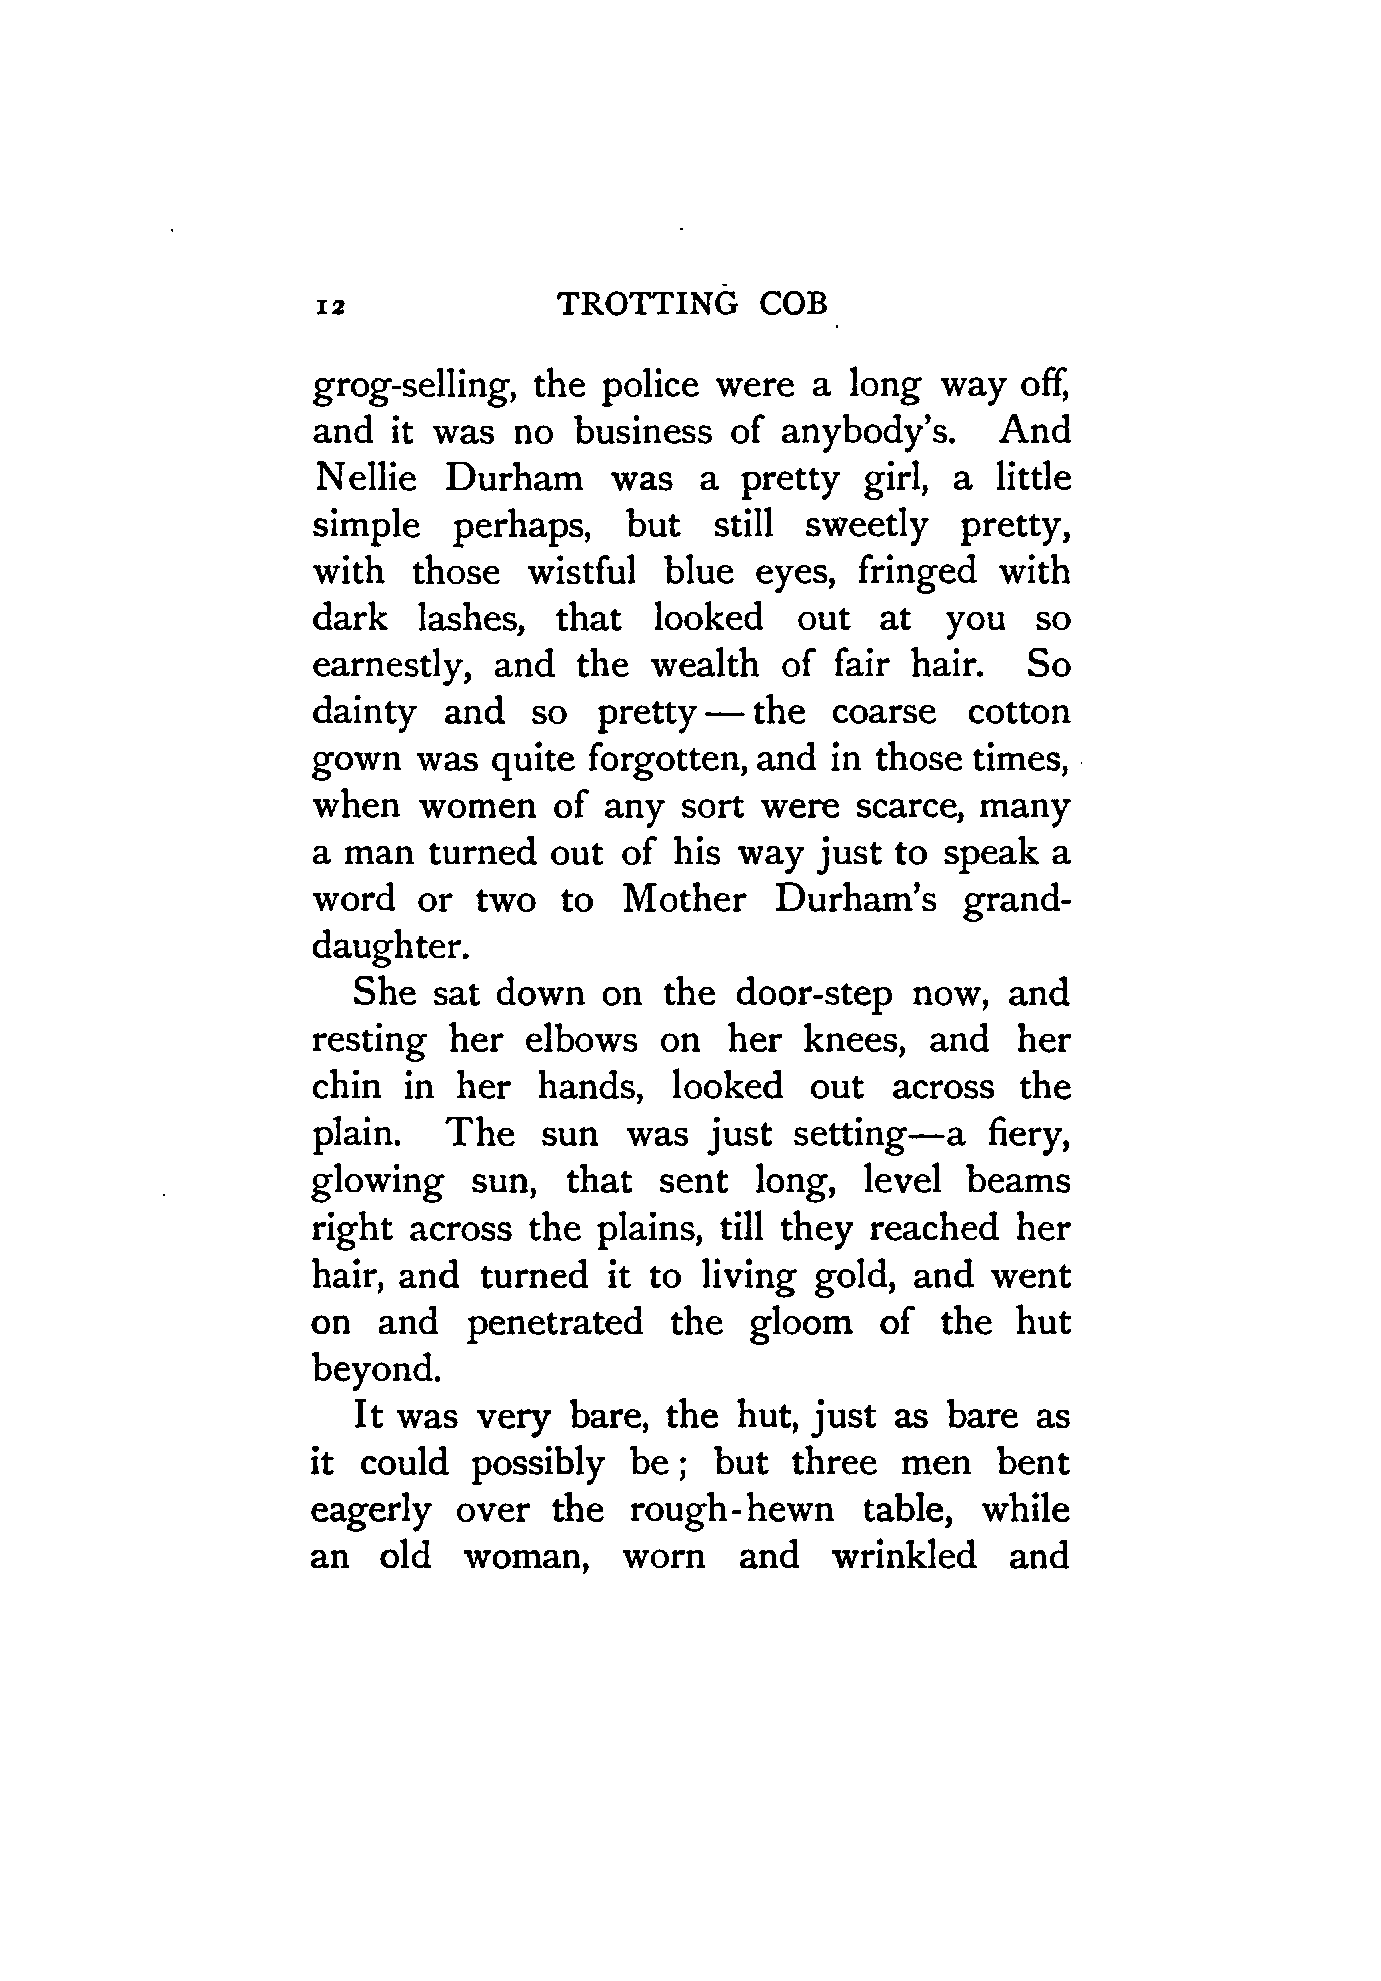 12 TROTTING COB
grog-selling, the police were a long way off,
and it was no business of anybody's. And
Nellie Durham was a pretty girl, a little
simple perhaps, but still sweetly pretty,
with those wistful blue eyes, fringed with
dark lashes, that looked out at you so
earnestly, and the wealth of fair hair. So
dainty and so pretty — the coarse cotton
gown was quite forgotten, and in those times,
when women of any sort were scarce, many
a man turned out of his way just to speak a
word or two to Mother Durham's grand-
daughter.
She sat down on the door-step now, and
resting her elbows on her knees, and her
chin in her hands, looked out across the
plain. The sun was just setting—a fiery,
glowing sun, that sent long, level beams
right across the plains, till they reached her
hair, and turned it to living gold, and went
on and penetrated the gloom of the hut
beyond.
It was very bare, the hut, just as bare as
it could possibly be ; but three men bent
eagerly over the rough-hewn table, while
an old woman, worn and wrinkled and